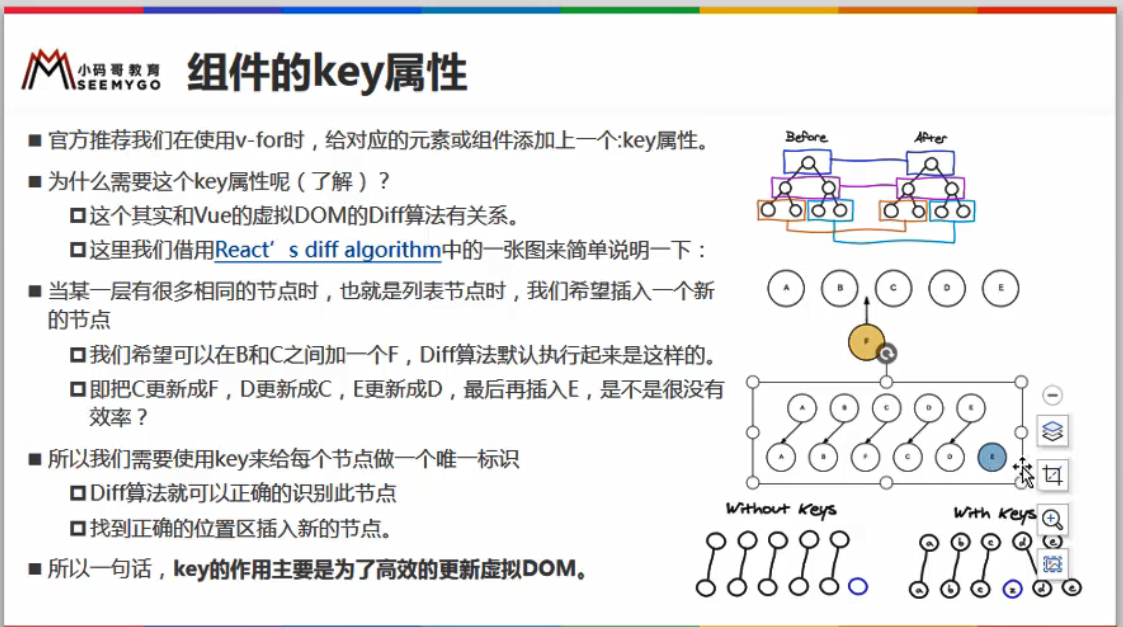 小码哥教育
SEEMYGO
组件的key属性
官方推荐我们在使用v-for时，给对应的元素或组件添加上一个:key属性。
为什么需要这个key属性呢（了解）？
这个其实和Vue的虚拟DOM的Diff算法有关系。
这里我们借用React's diff algorithm中的一张图来简单说明一下：
当某一层有很多相同的节点时，也就是列表节点时，我们希望插入一个新
的节点
我们希望可以在B和C之间加一个F，Diff算法默认执行起来是这样的。
即把C更新成F，D更新成C，E更新成D，最后再插入E，是不是很没有
效率？
所以我们需要使用key来给每个节点做一个唯一标识
Diff算法就可以正确的识别此节点
找到正确的位置区插入新的节点。
所以一句话，key的作用主要是为了高效的更新虚拟DOM。
Before After
A B C D E
F
A B C D E
A B F C D E
Without Keys
With Keys
a b c d e
a b c x d e